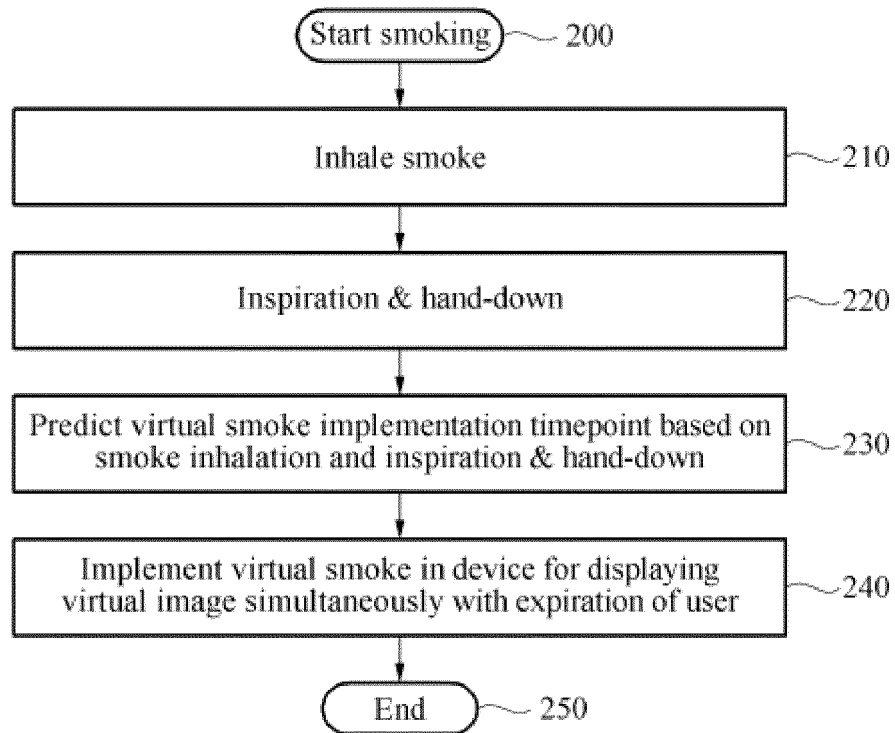 Start smoking
200
Inhale smoke
210
Inspiration & hand-down
220
Predict virtual smoke implementation timepoint based on
smoke inhalation and inspiration & hand-down
230
Implement virtual smoke in device for displaying
virtual image simultaneously with expiration of user
240
End
250